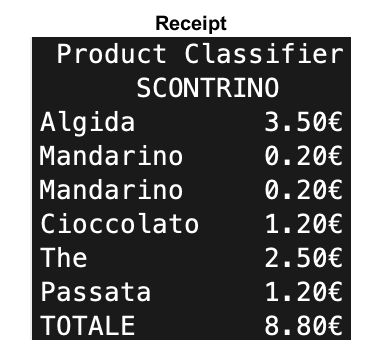 Receipt
Product Classifier
SCONTRINO
Algida 3.50€
Mandarino 0.20€
Mandarino 0.20€
Cioccolato 1.20€
The 2.50€
Passata 1.20€
TOTALE 8.80€